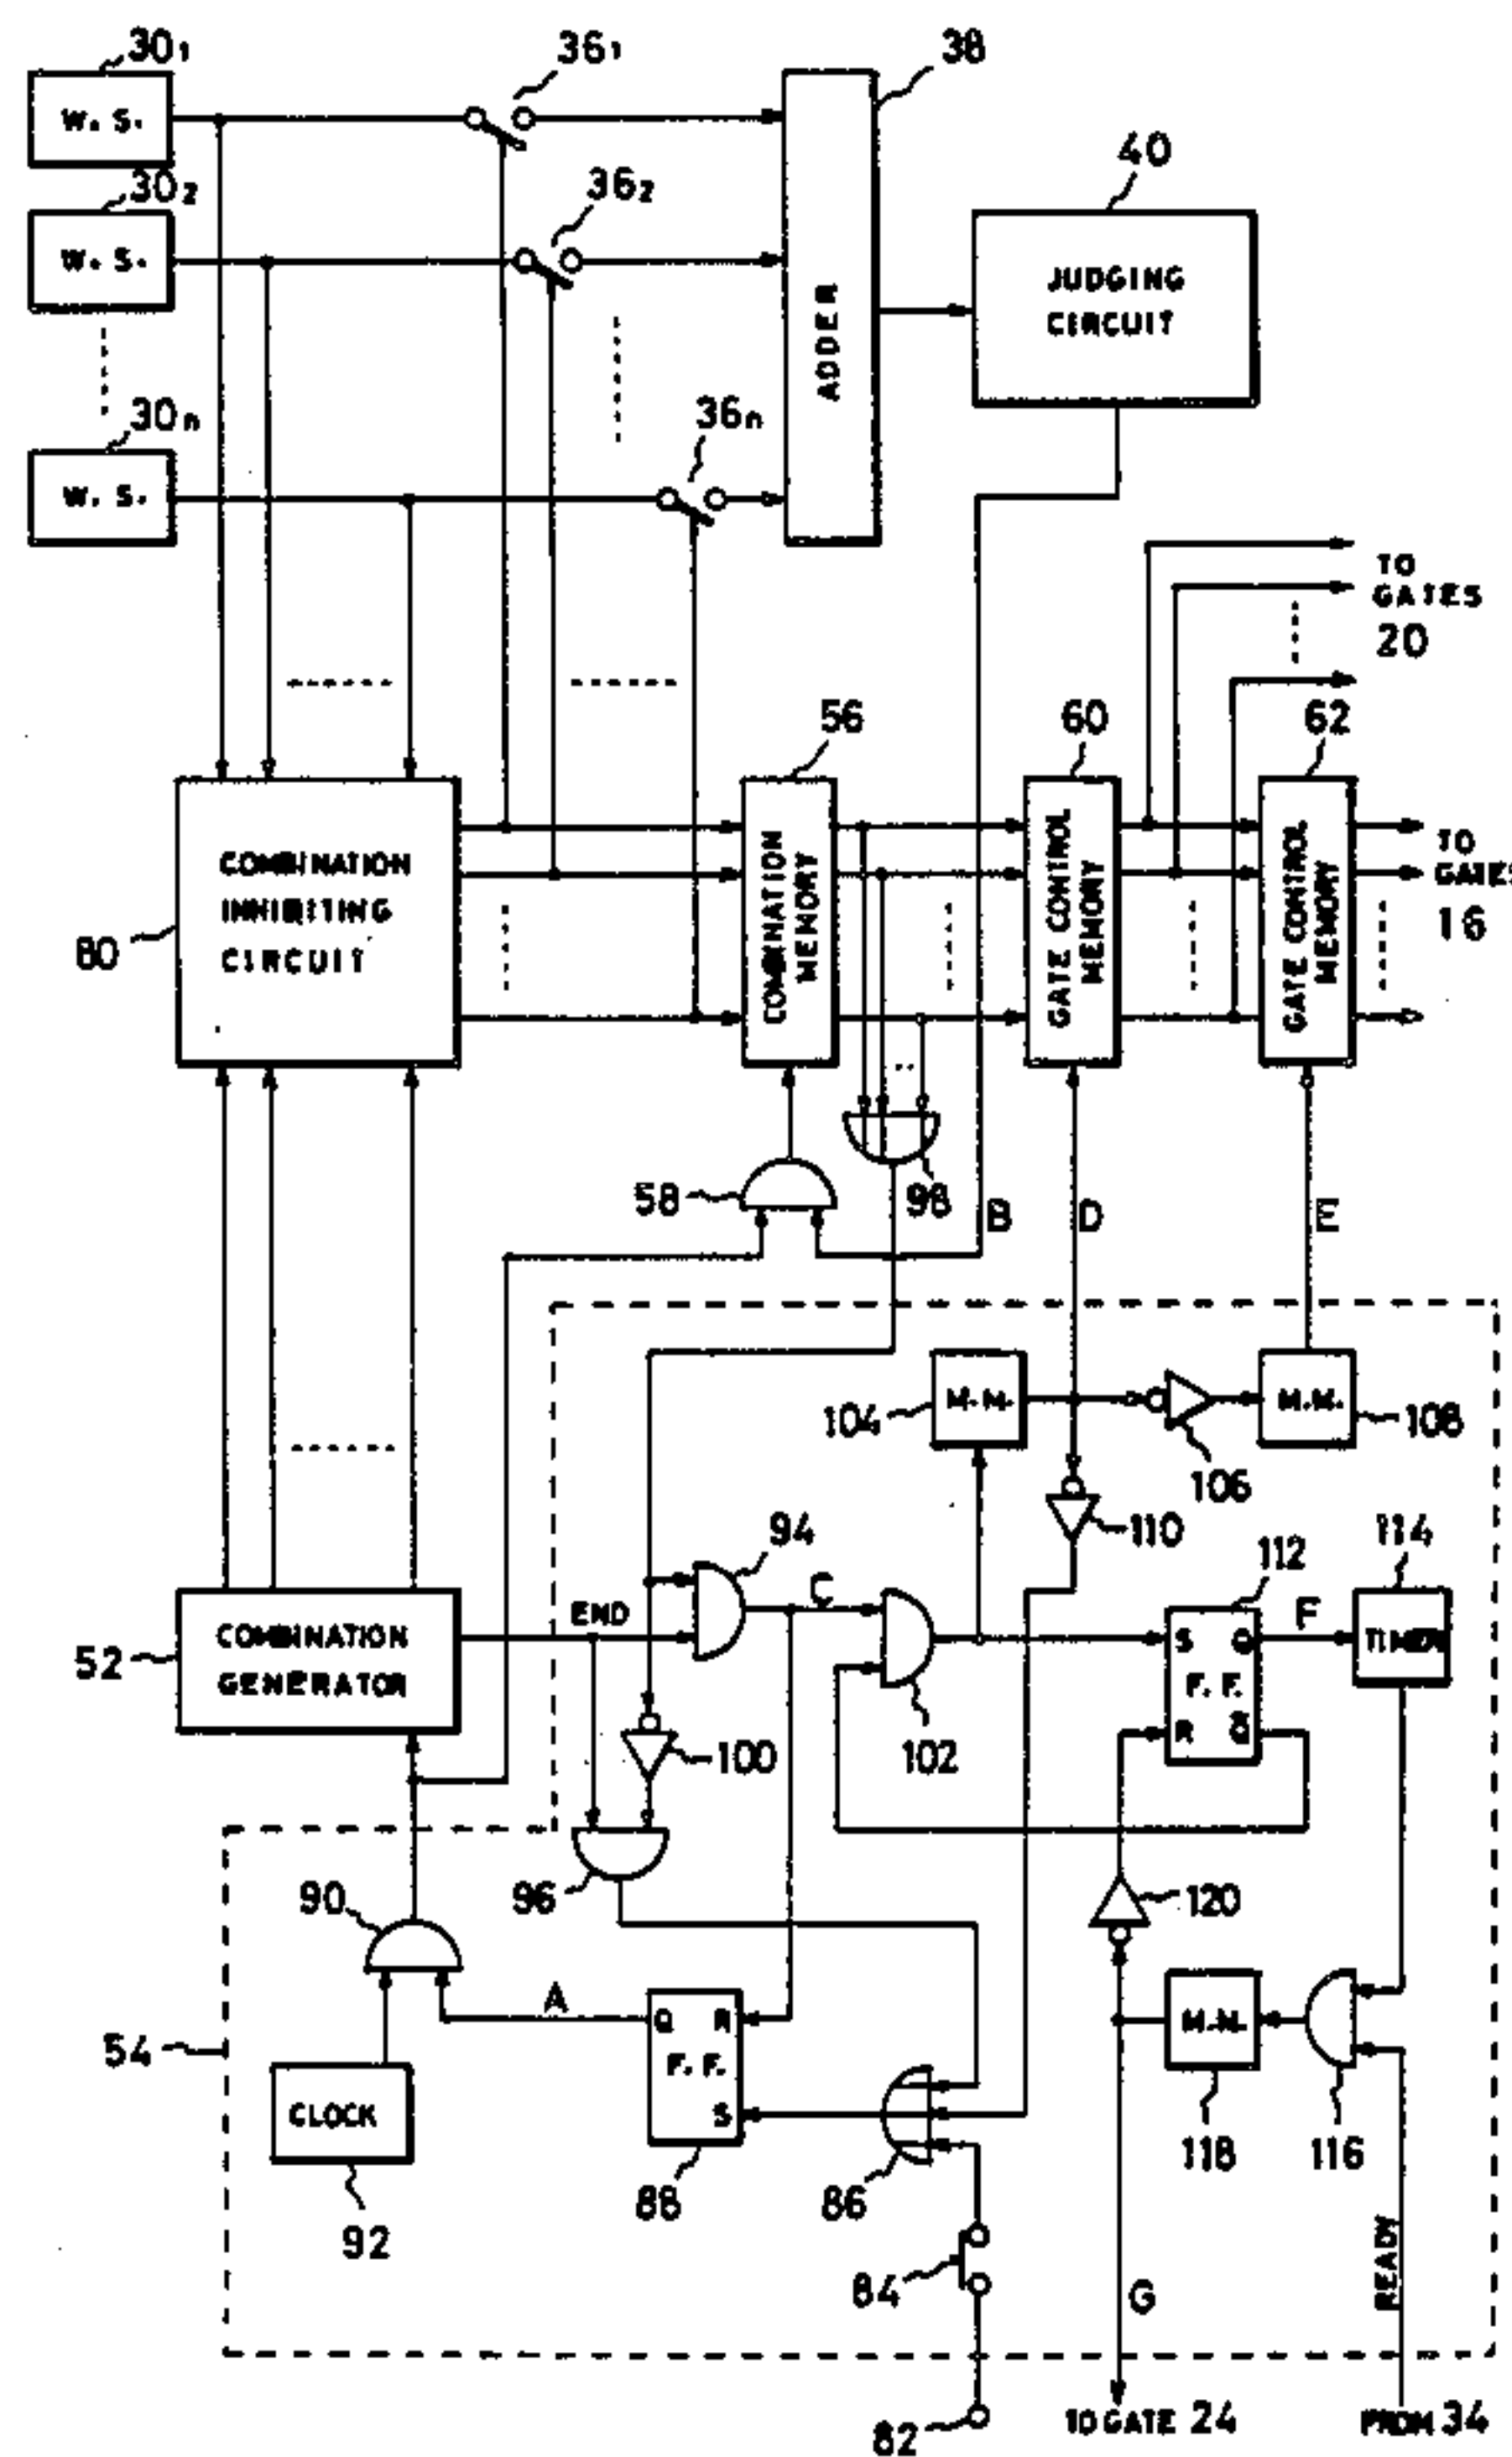 30₁
36₁
38
W. S.
40
30₂
36₂
W. S.
JUDGING
CIRCUIT
ADDER
30n
36n
W. S.
TO
GATES
20
56
60
62
COMBINATION
INHIBITING
CIRCUIT
COMBINATION
MEMORY
GATE CONTROL
MEMORY
GATE CONTROL
MEMORY
TO
GATES
16
80
58
98
B
D
E
104
M.M.
M.M.
108
106
94
110
112
114
END
C
F
52
COMBINATION
GENERATOR
S Q
F. F.
R Q̅
TIMER
100
102
90
96
120
A
Q R
F. F.
S
M.M.
54
CLOCK
118
116
92
88
86
84
G
READY
82
TO GATE 24
FROM 34